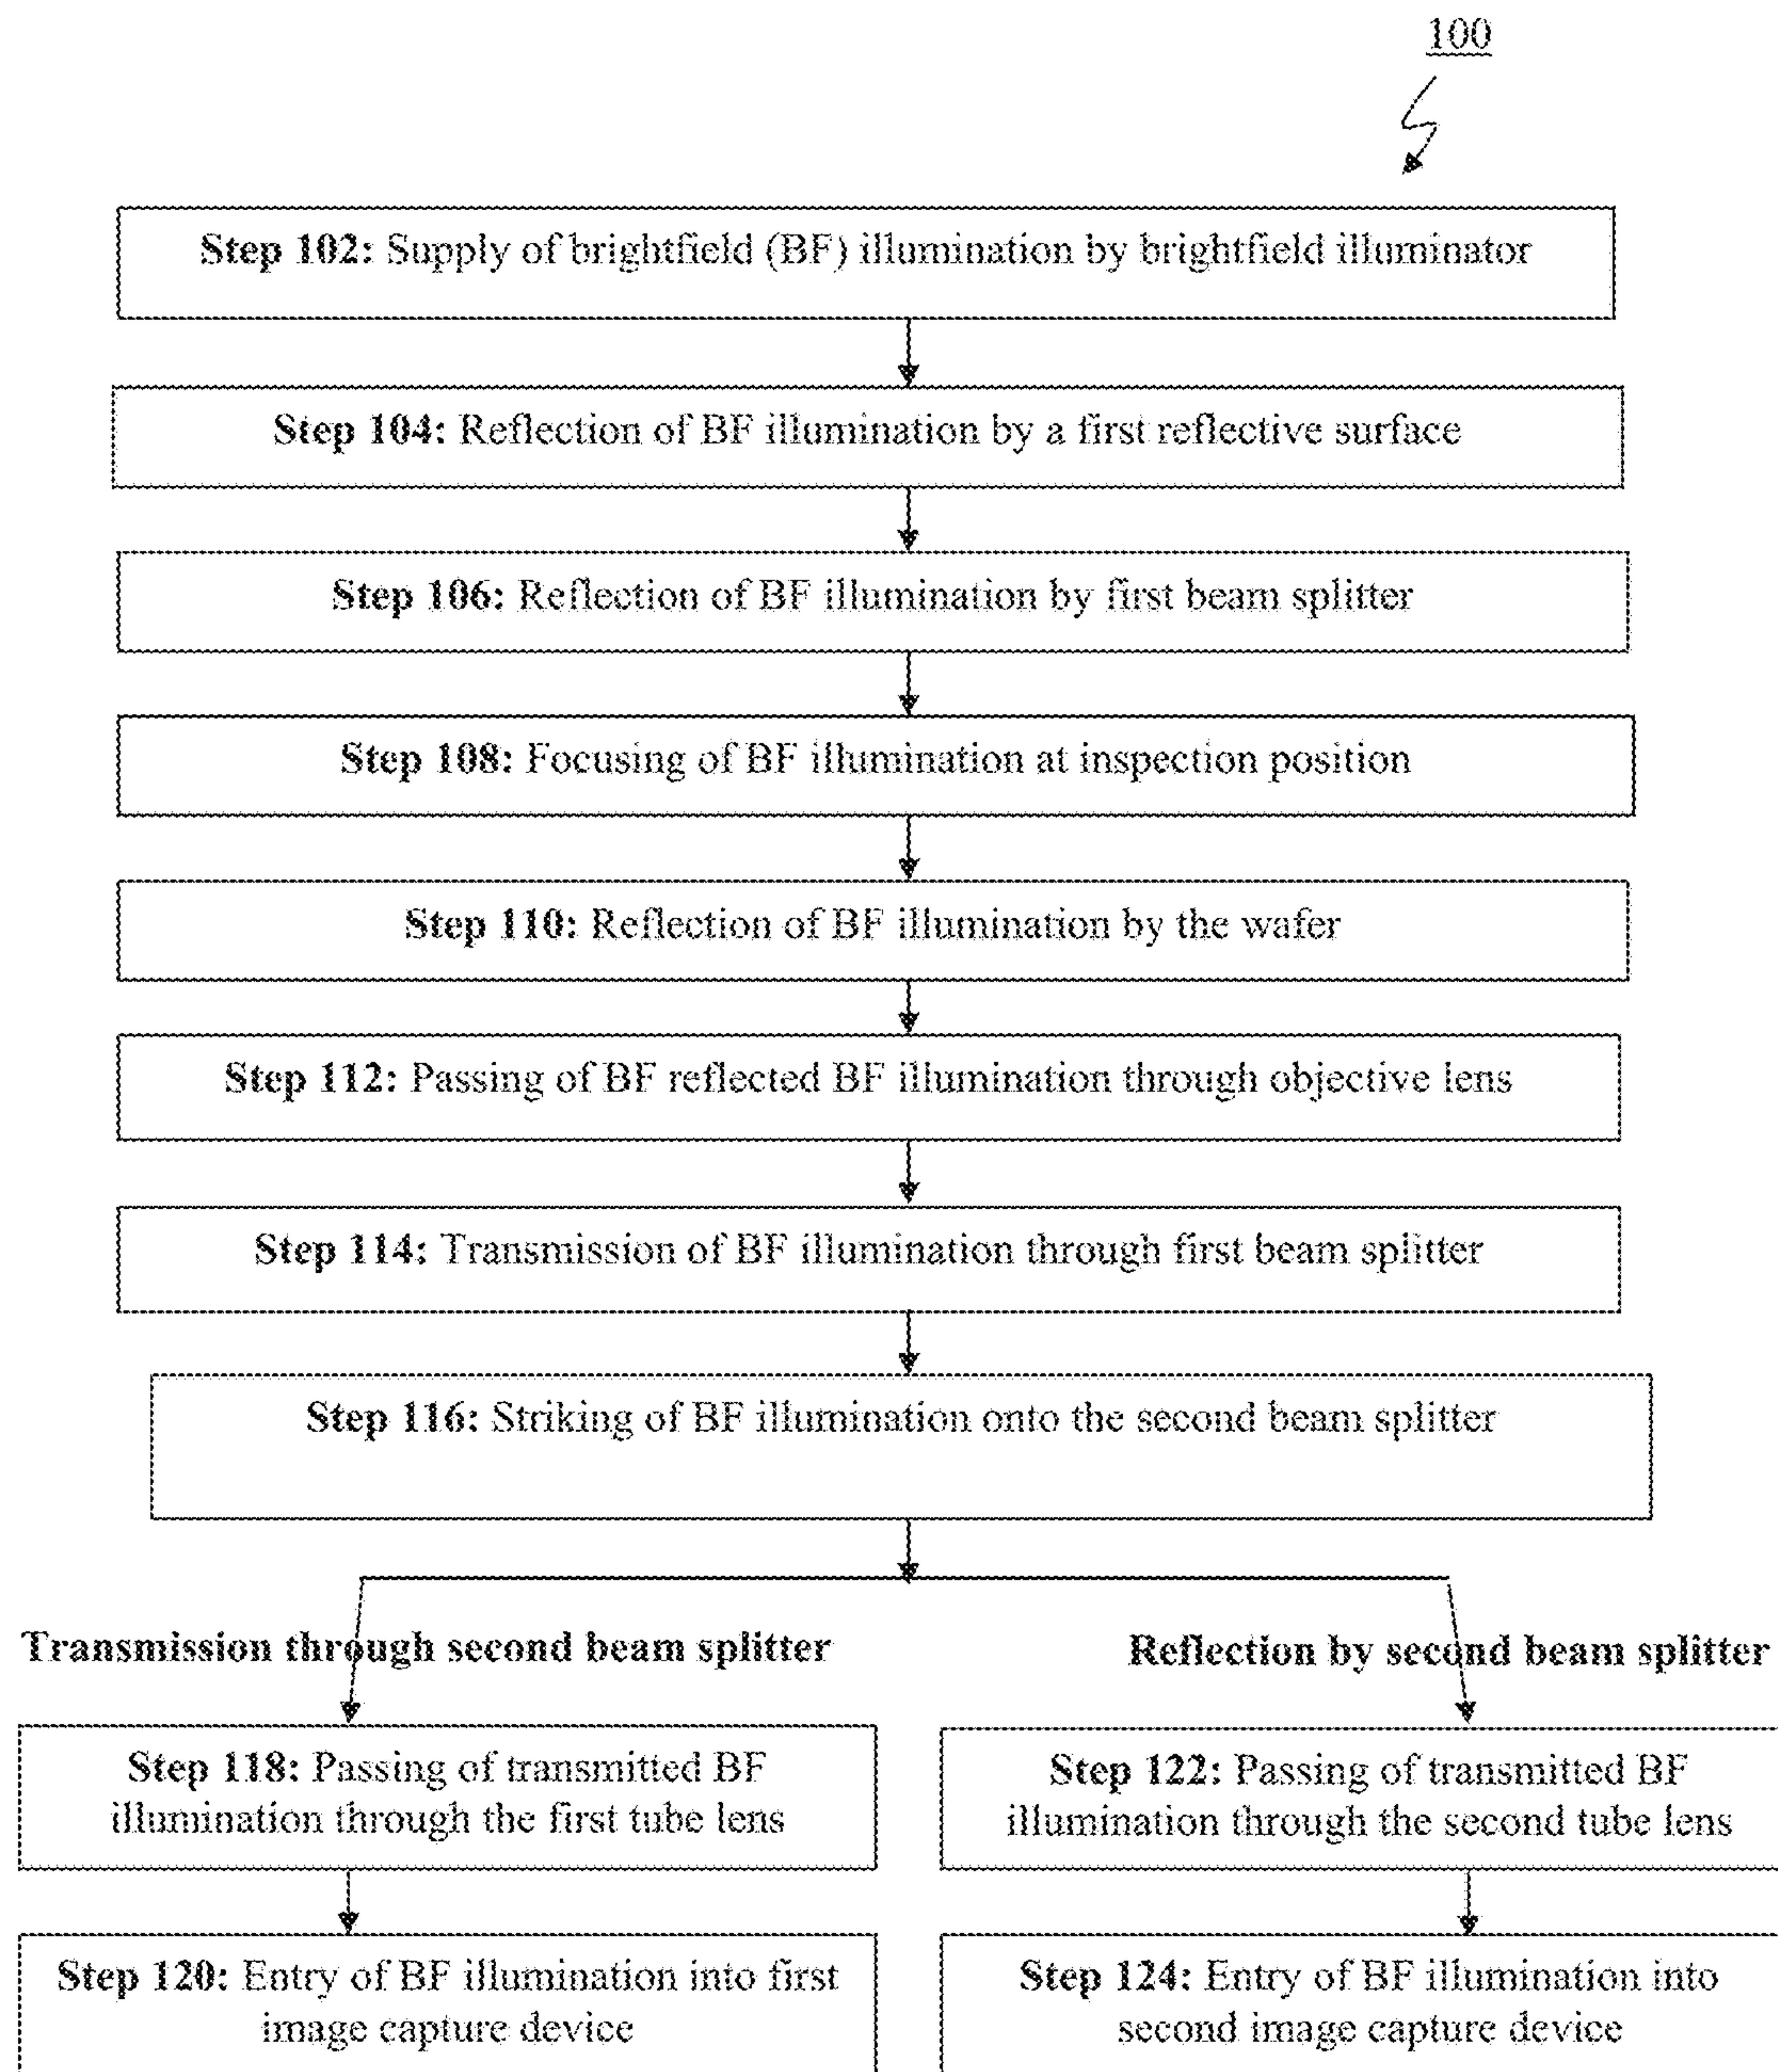 100
Step 102: Supply of brightfield (BF) illumination by brightfield illuminator
Step 104: Reflection of BF illumination by a first reflective surface
Step 106: Reflection of BF illumination by first beam splitter
Step 108: Focusing of BF illumination at inspection position
Step 110: Reflection of BF illumination by the wafer
Step 112: Passing of BF reflected BF illumination through objective lens
Step 114: Transmission of BF illumination through first beam splitter
Step 116: Striking of BF illumination onto the second beam splitter
Transmission through second beam splitter
Reflection by second beam splitter
Step 118: Passing of transmitted BF
illumination through the first tube lens
Step 122: Passing of transmitted BF
illumination through the second tube lens
Step 120: Entry of BF illumination into first
image capture device
Step 124: Entry of BF illumination into
second image capture device